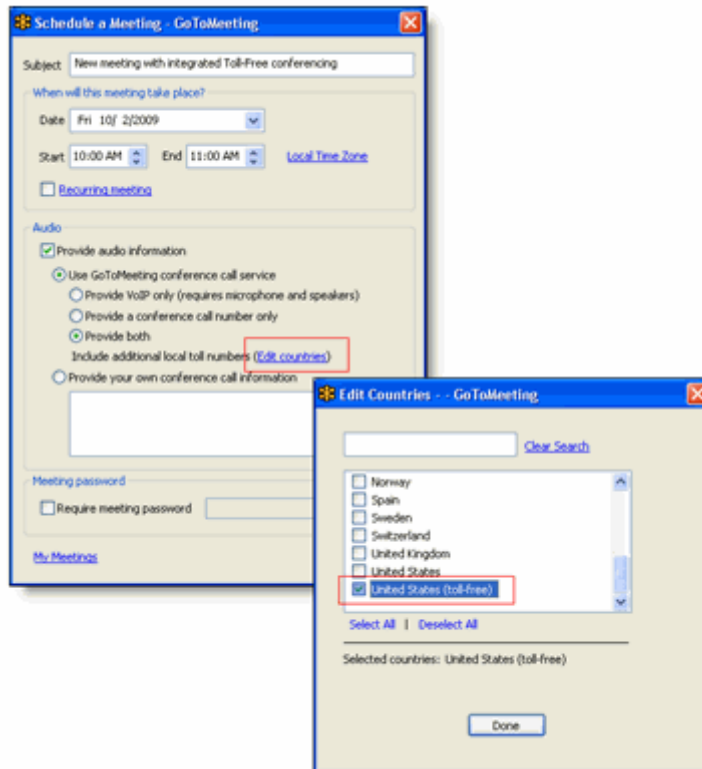 Schedule a Meeting - GoToMeeting
Subject New meeting with integrated Toll-Free conferencing
When will this meeting take place?
Date Fri 10/ 2/2009
Start 10:00 AM End 11:00 AM Local Time Zone
Recurring meeting
Audio
Provide audio information
Use GoToMeeting conference call service
Provide VoIP only (requires microphone and speakers)
Provide a conference call number only
Provide both
Include additional local toll numbers (Edit countries)
Provide your own conference call information
Meeting password
Require meeting password
My Meetings
Edit Countries - - GoToMeeting
Clear Search
Norway
Spain
Sweden
Switzerland
United Kingdom
United States
United States (toll-free)
Select All | Deselect All
Selected countries: United States (toll-free)
Done